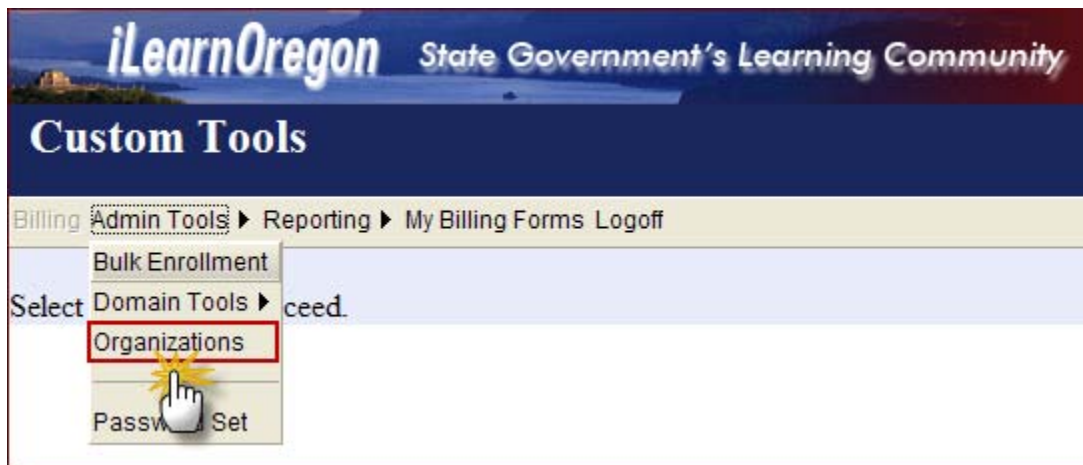 iLearnOregon State Government's Learning Community
Custom Tools
Billing Admin Tools Reporting My Billing Forms Logoff
Bulk Enrollment
Select Domain Tools ceed.
Organizations
Set